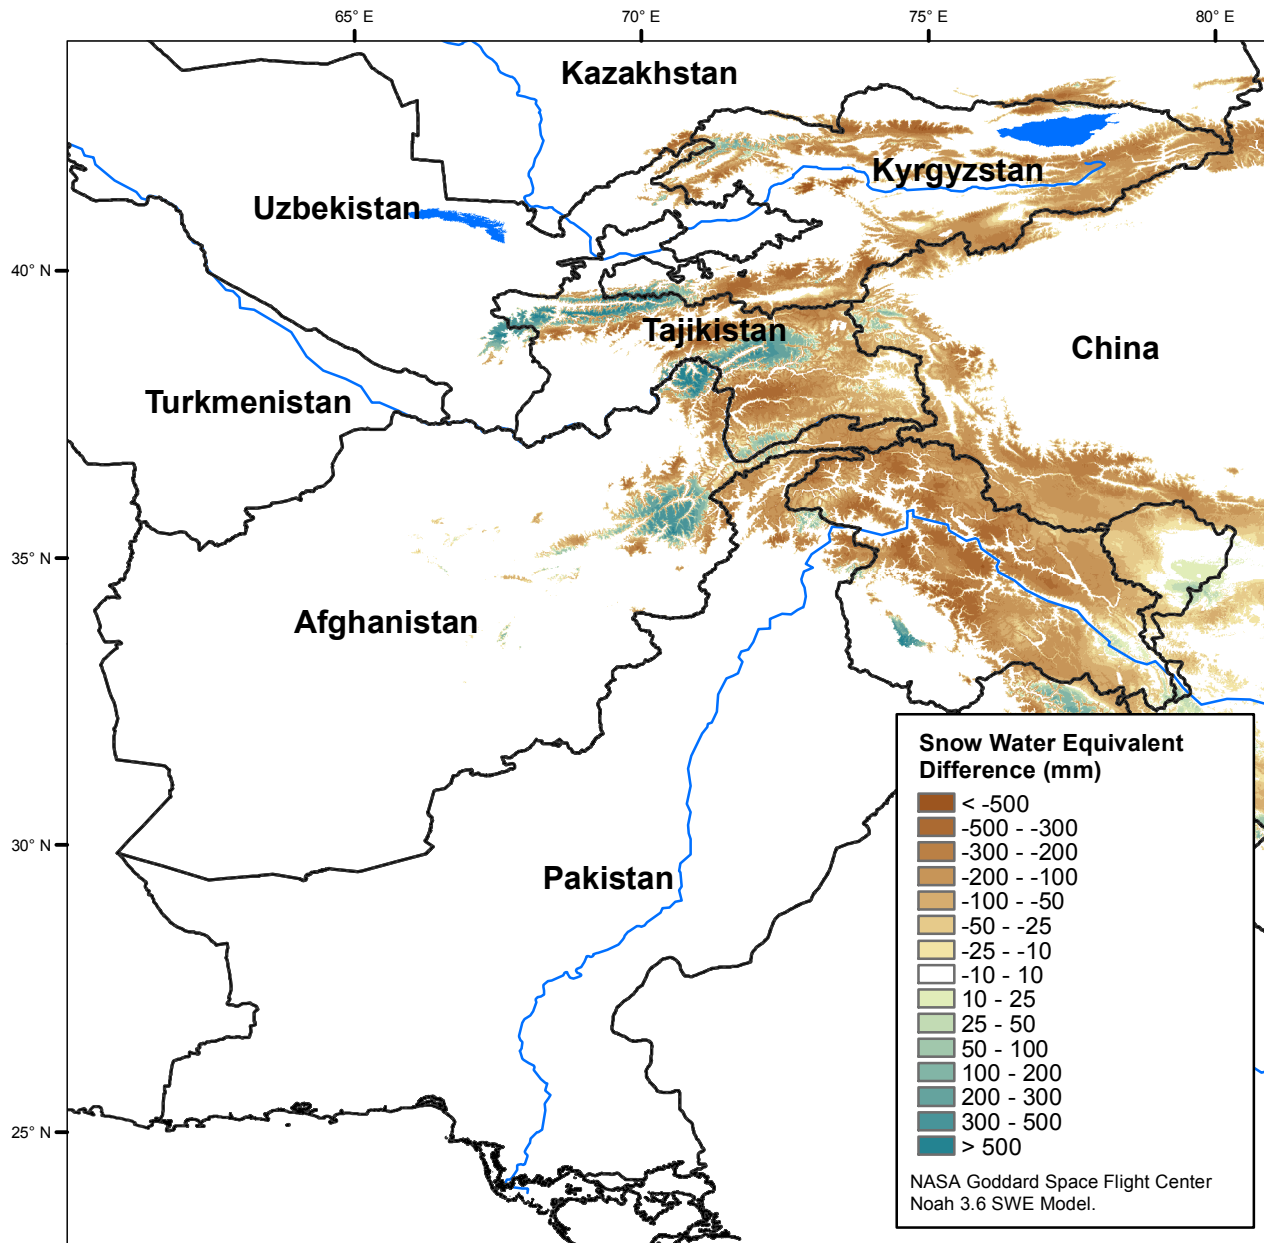 65° E
70° E
75° E
80° E
Kazakhstan
Kyrgyzstan
Uzbekistan
40° N
Tajikistan
China
Turkmenistan
35° N
Afghanistan
Snow Water Equivalent
Difference (mm)
< -500
-500 - -300
-300 - -200
-200 - -100
-100 - -50
-50 - -25
-25 - -10
-10 - 10
10 - 25
25 - 50
50 - 100
100 - 200
200 - 300
300 - 500
> 500
NASA Goddard Space Flight Center
Noah 3.6 SWE Model.
30° N
Pakistan
25° N